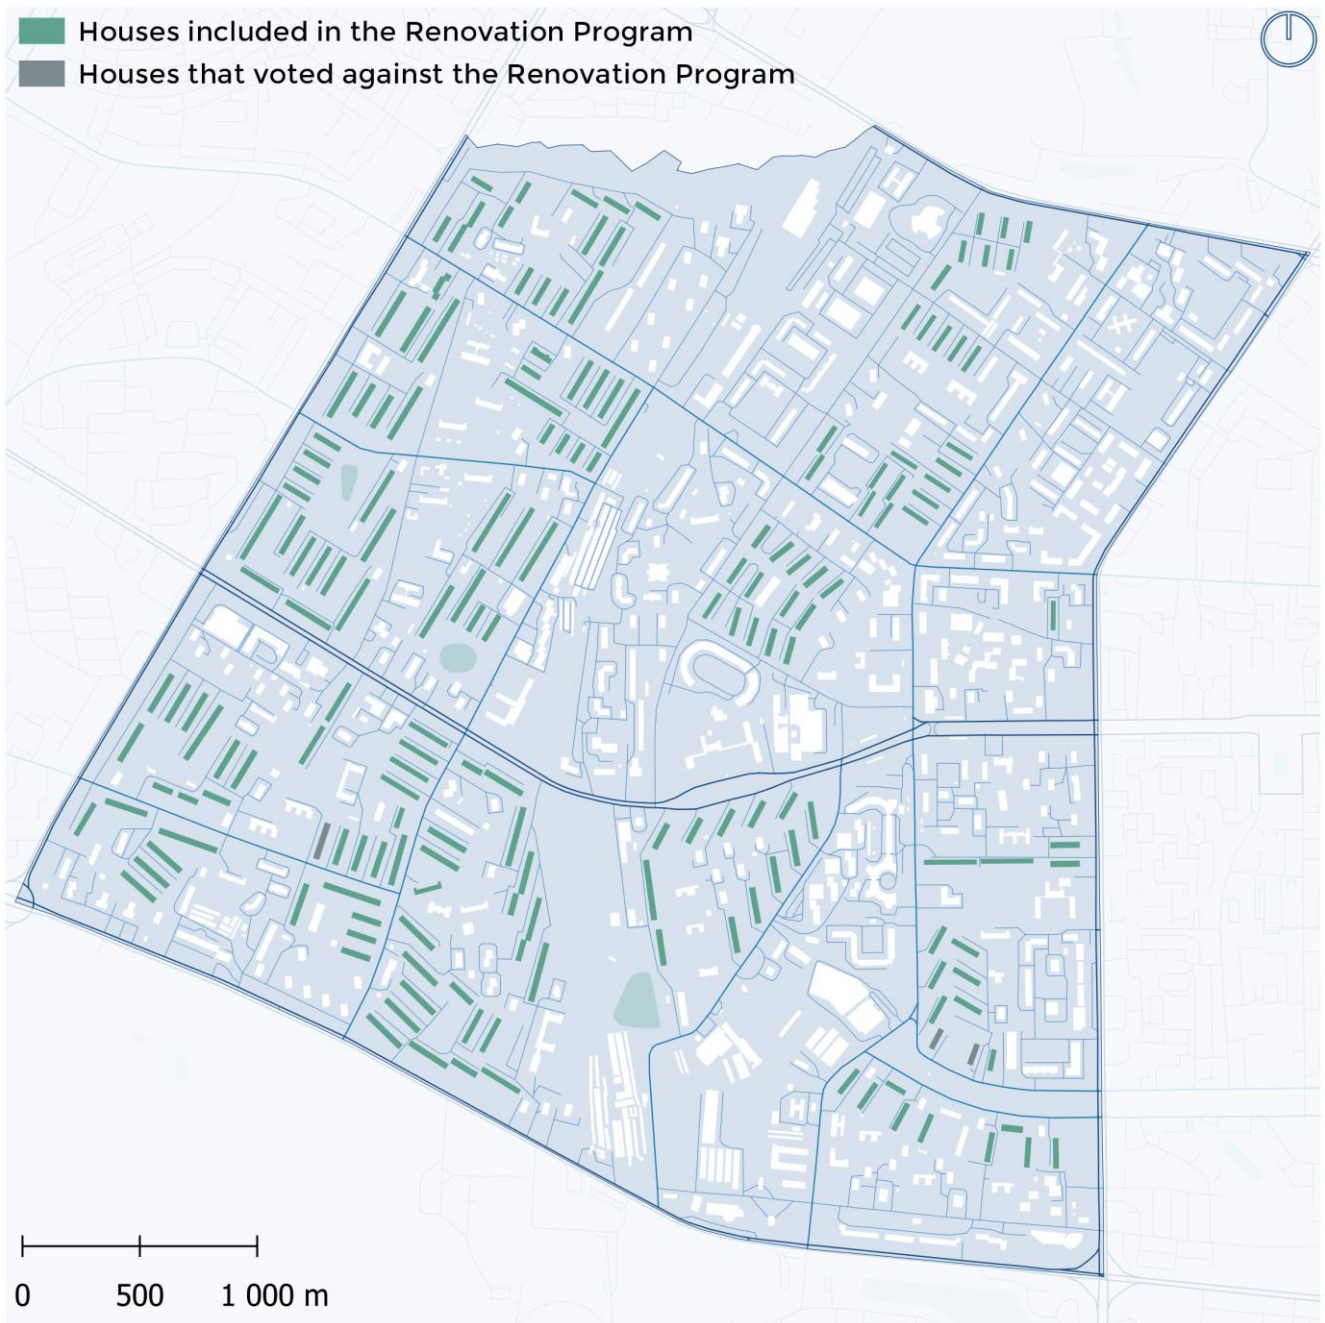 Houses included in the Renovation Program
Houses that voted against the Renovation Program
0 500 1 000 m